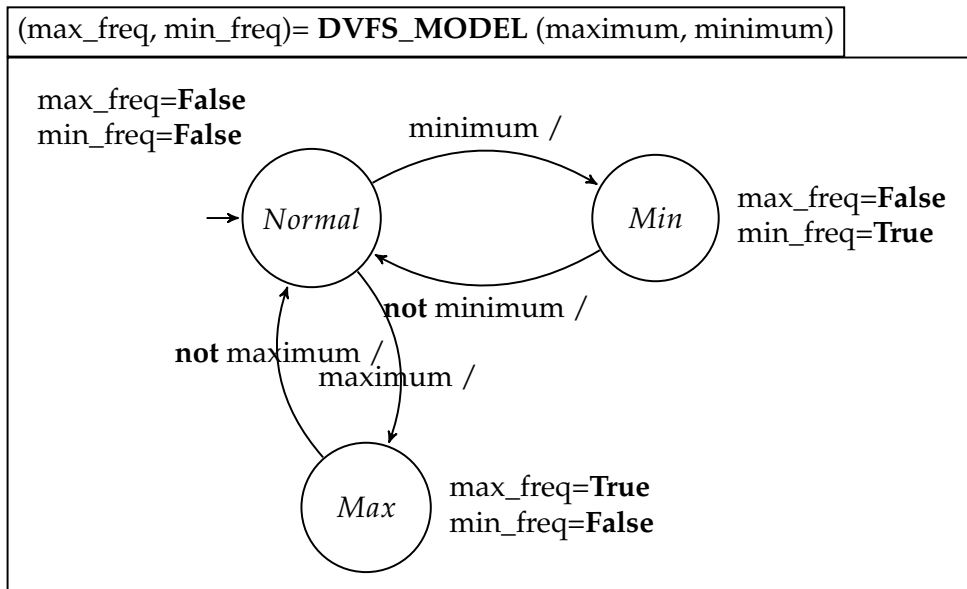 (max_freq, min_freq)= DVFS_MODEL (maximum, minimum)
max_freq=False
min_freq=False
minimum /
Normal
Min
max_freq=False
min_freq=True
not minimum /
not maximum /
maximum /
Max
max_freq=True
min_freq=False